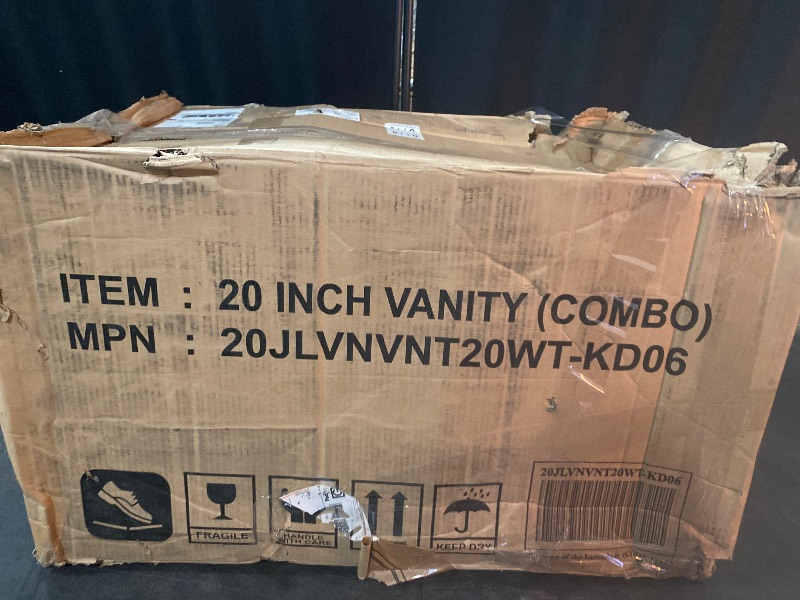 ITEM : 20 INCH VANITY (COMBO)
MPN : 20JLVNVNT20WT-KD06
20JLVNVNT20WT-KD06
FRAGILE
HANDLE
WITH CARE
KEEP DRY